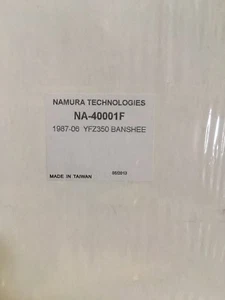 NAMURA TECHNOLOGIES
NA-40001F
1987-06 YFZ350 BANSHEE
MADE IN TAIWAN